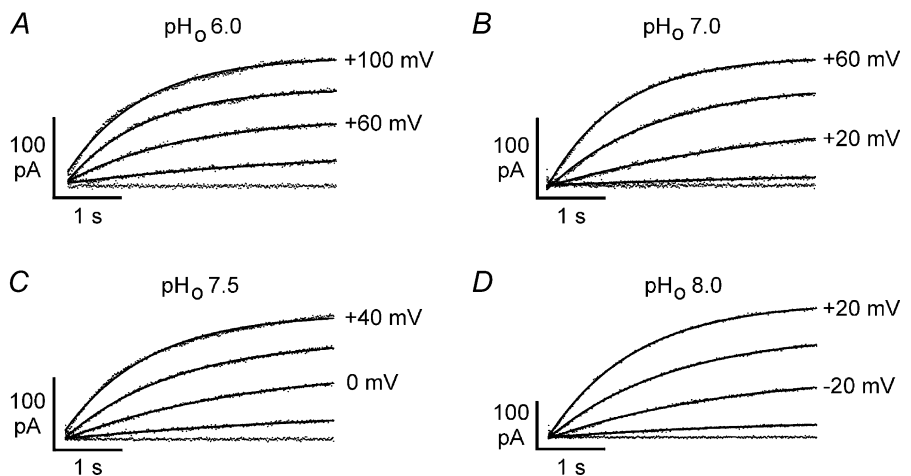 A
pHo 6.0
+100 mV
+60 mV
100
pA
1 s
B
pHo 7.0
+60 mV
+20 mV
100
pA
1 s
C
pHo 7.5
+40 mV
0 mV
100
pA
1 s
D
pHo 8.0
+20 mV
-20 mV
100
pA
1 s